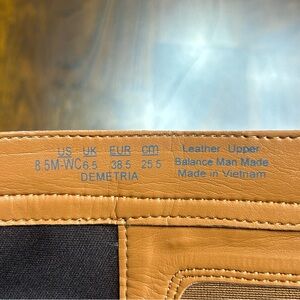 US UK EUR cm
8.5M-WC 6.5 38.5 25.5
DEMETRIA
Leather Upper
Balance Man Made
Made in Vietnam